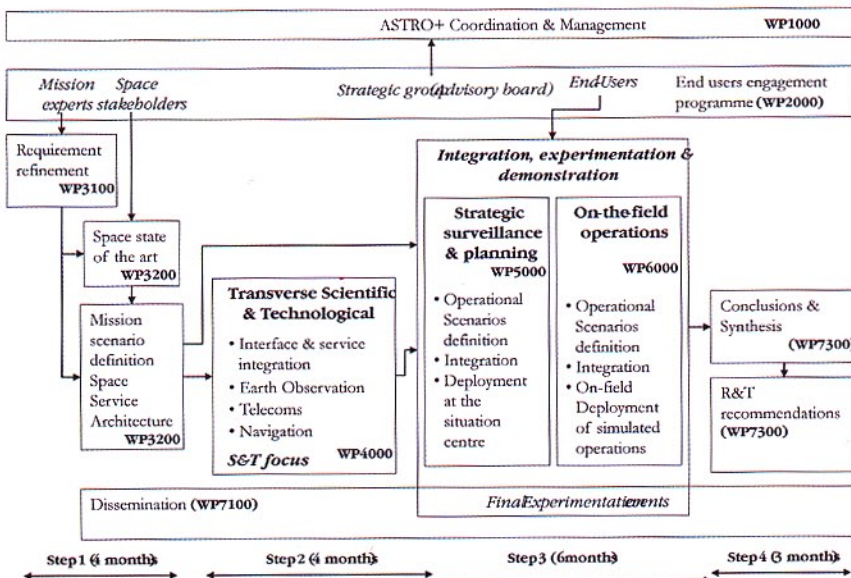 ASTRO+ Coordination & Management WP1000
Mission
experts
Space
stakeholders
Strategic group
(Advisory board)
End-Users
End users engagement
programme (WP2000)
Requirement
refinement
WP3100
Space state
of the art
WP3200
Mission
scenario
definition
Space
Service
Architecture
WP3200
Transverse Scientific
& Technological
• Interface & service
integration
• Earth Observation
• Telecoms
• Navigation
S&T focus
WP4000
Integration, experimentation &
demonstration
Strategic
surveillance
& planning
WP5000
• Operational
Scenarios
definition
• Integration
• Deployment
at the
situation
centre
On-the-field
operations
WP6000
• Operational
Scenarios
definition
• Integration
• On-field
Deployment
of simulated
operations
Conclusions &
Synthesis
(WP7300)
R&T
recommendations
(WP7300)
Dissemination (WP7100)
Final Experimentation events
Step1 (4 months)
Step2 (4 months)
Step3 (6months)
Step4 (3 months)